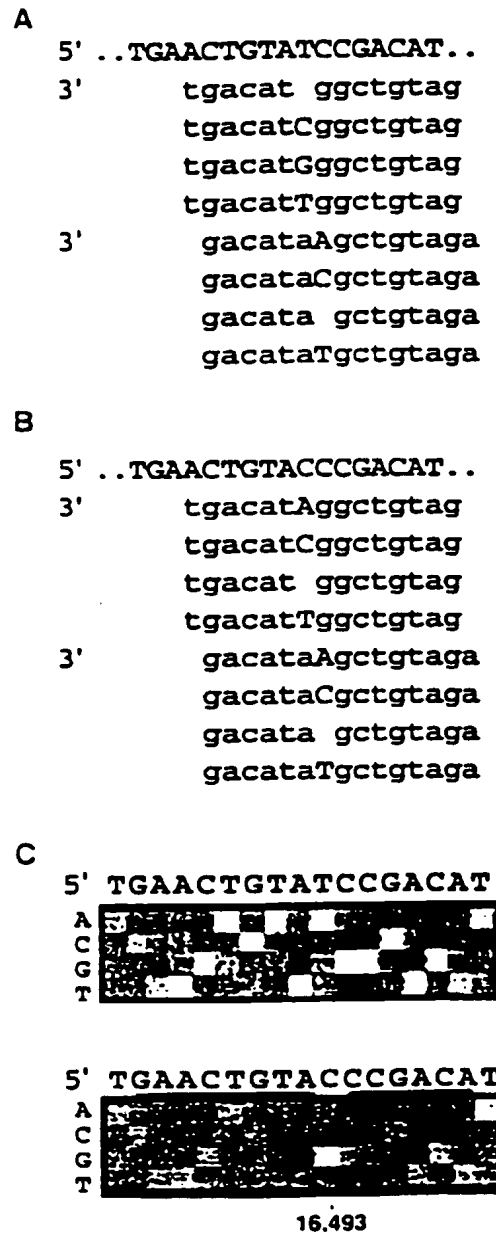 A
5' ..TGAACTGTATCCGACAT..
3' tgacat ggctgtag
tgacatCggctgtag
tgacatGggctgtag
tgacatTggctgtag
3' gacataAgctgtaga
gacataCgctgtaga
gacata gctgtaga
gacataTgctgtaga
B
5' ..TGAACTGTACCCGACAT..
3' tgacatAggctgtag
tgacatCggctgtag
tgacat ggctgtag
tgacatTggctgtag
3' gacataAgctgtaga
gacataCgctgtaga
gacata gctgtaga
gacataTgctgtaga
C
5' TGAACTGTATCCGACAT
A
C
G
T
5' TGAACTGTACCCGACAT
A
C
G
T
16.493